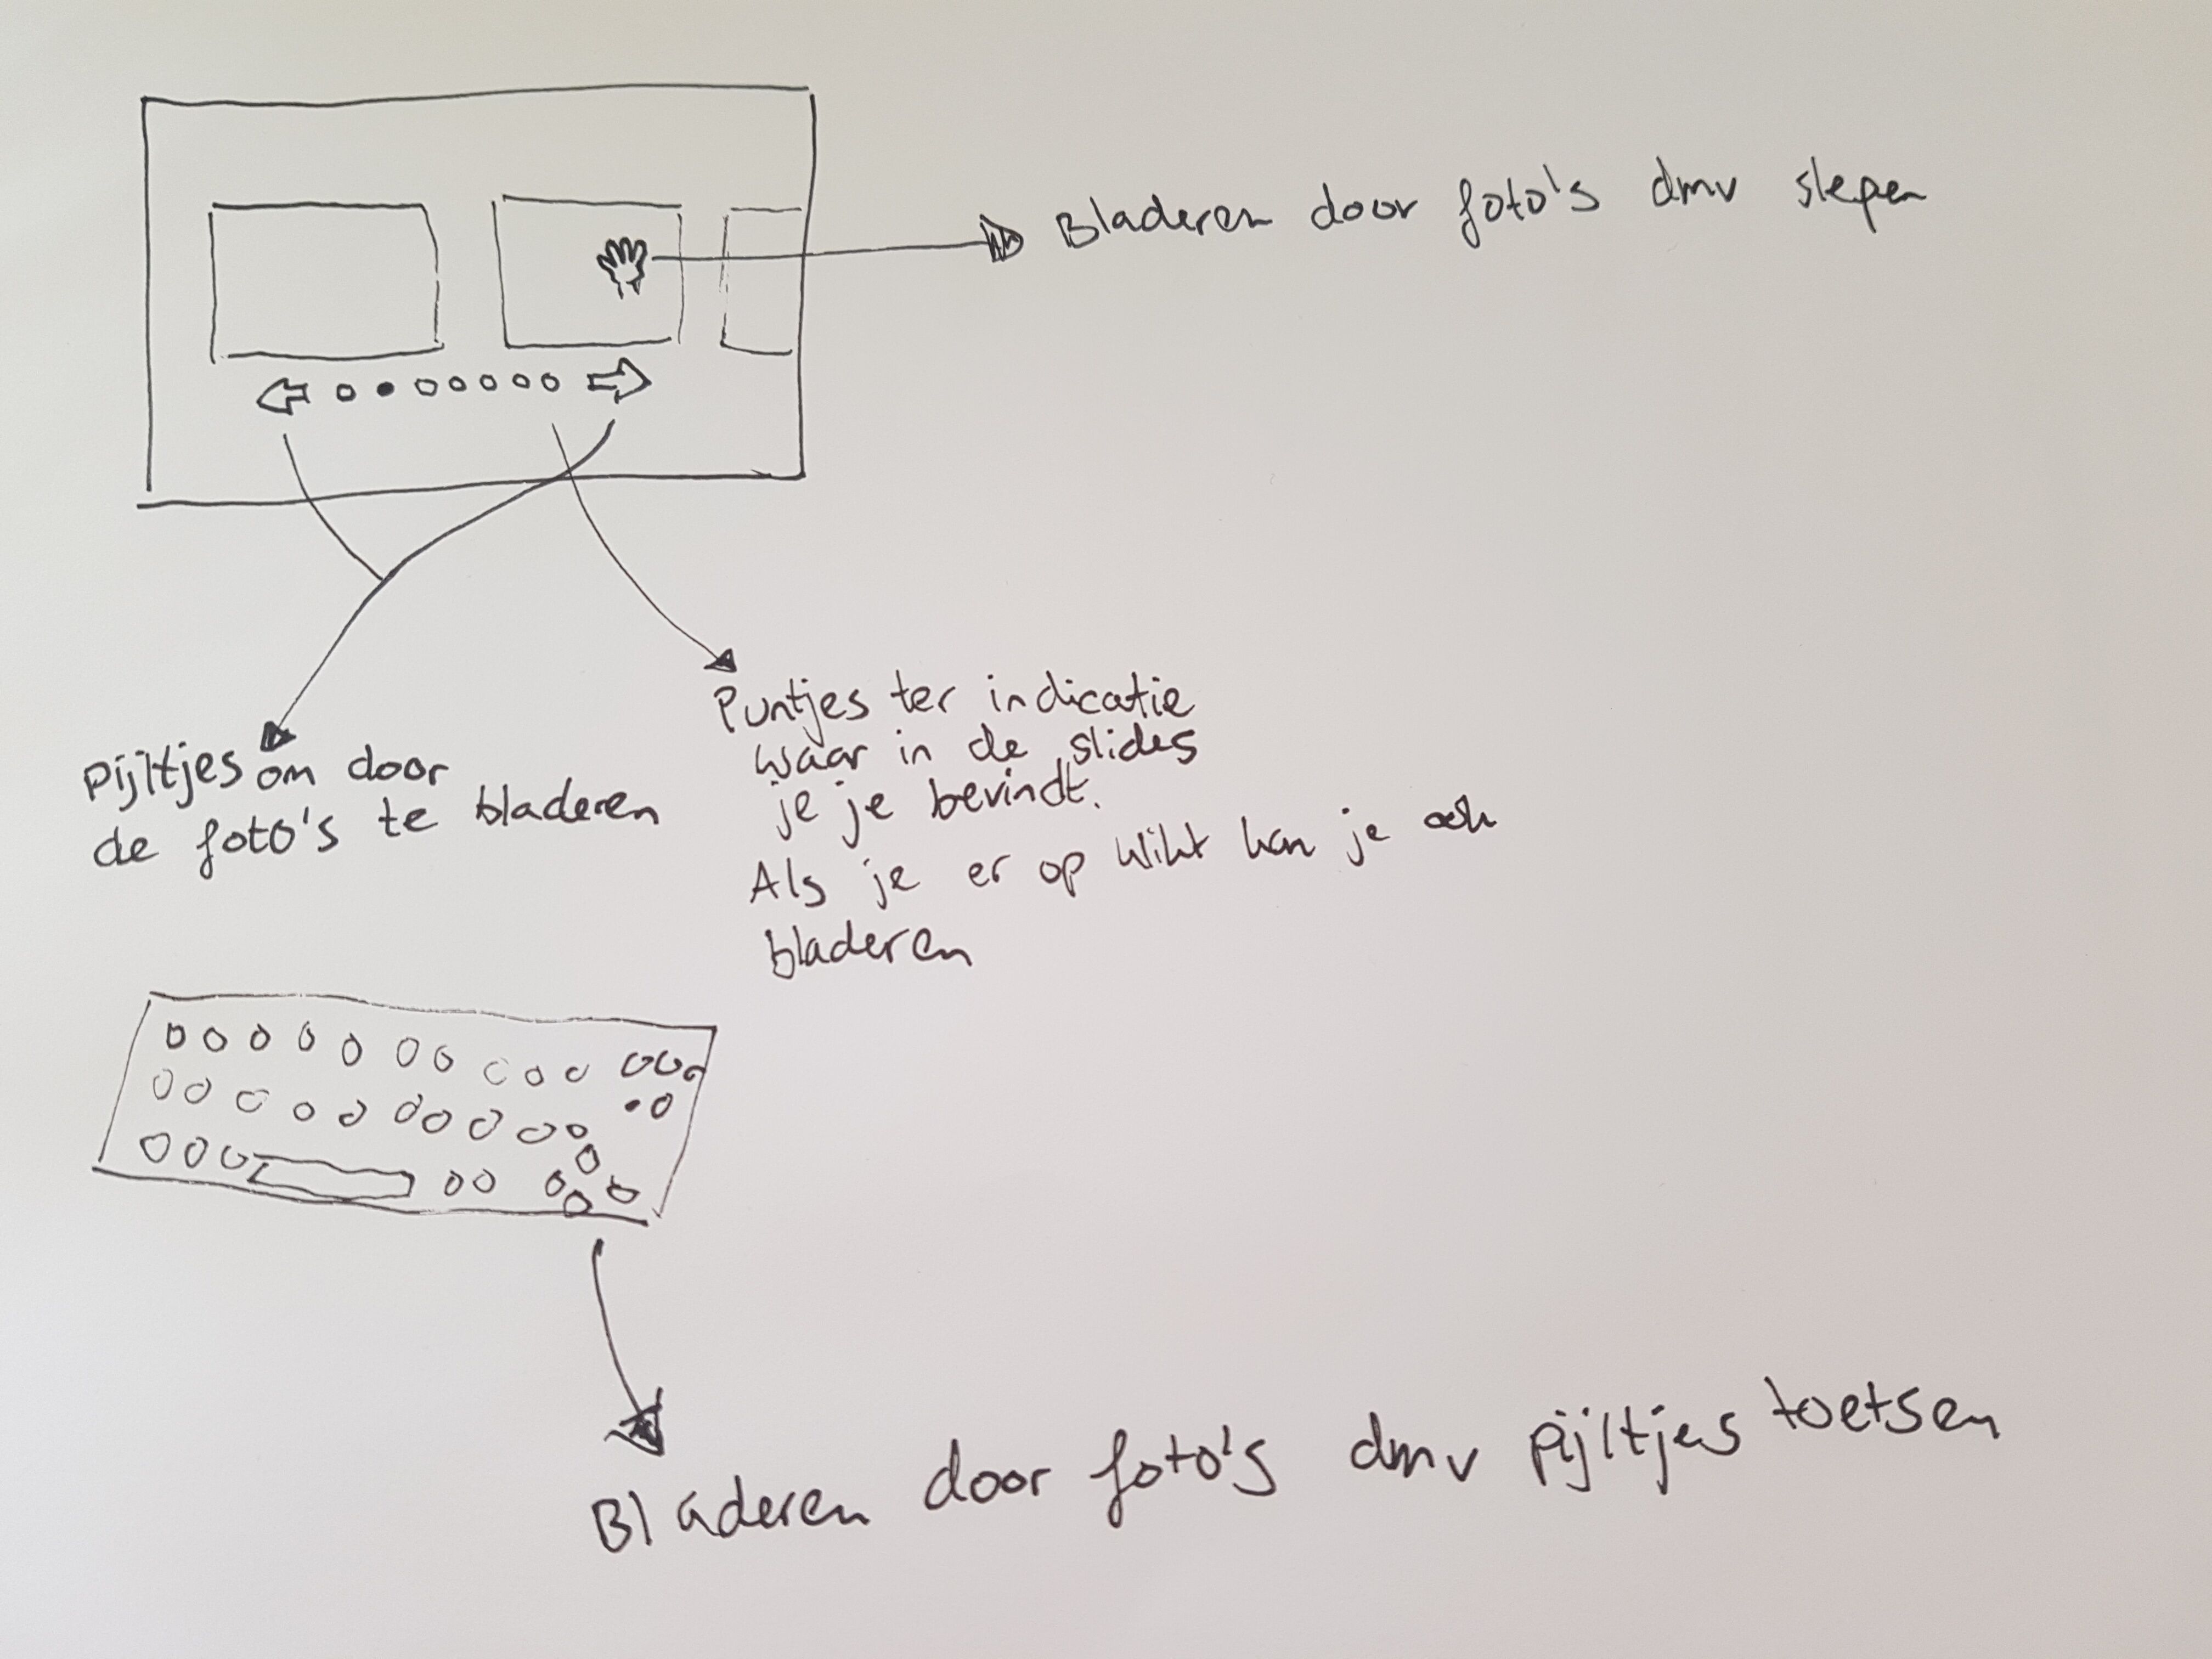 Bladeren door foto's dmv slepen
Pijltjes om door
de foto's te bladeren
Puntjes ter indicatie
waar in de slides
je je bevindt.
Als je er op klikt kan je ook
bladeren
Bladeren door foto's dmv pijltjes toetsen